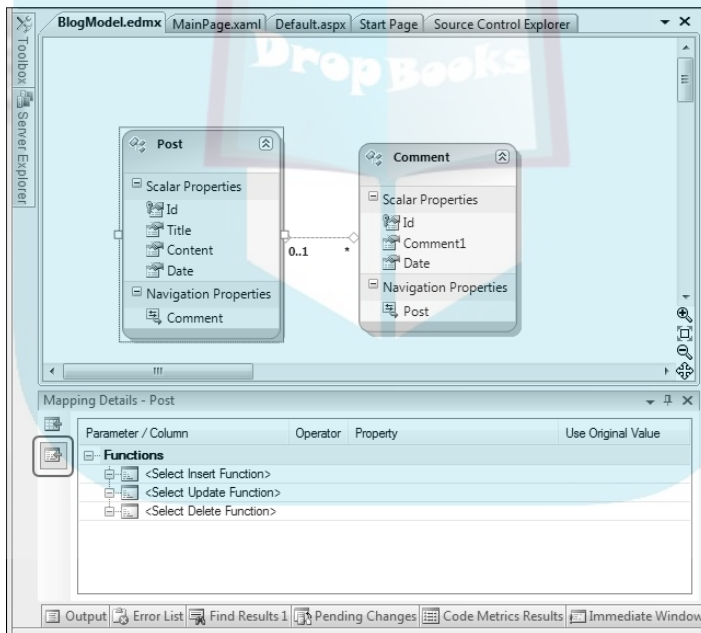 BlogModel.edmx MainPage.xaml Default.aspx Start Page Source Control Explorer
Toolbox
Server Explorer
DropBooks
Post
Scalar Properties
Id
Title
Content
Date
Navigation Properties
Comment
0..1 *
Comment
Scalar Properties
Id
Comment1
Date
Navigation Properties
Post
Mapping Details - Post
Parameter / Column Operator Property Use Original Value
Functions
<Select Insert Function>
<Select Update Function>
<Select Delete Function>
Output Error List Find Results 1 Pending Changes Code Metrics Results Immediate Window